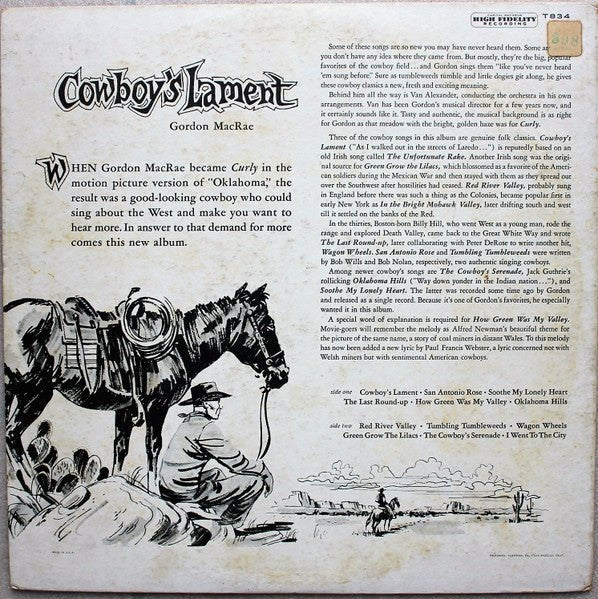 CAPITOL RECORDS
HIGH FIDELITY
RECORDING
T834
Cowboy's Lament
Gordon MacRae
WHEN Gordon MacRae became Curly in the
motion picture version of "Oklahoma," the
result was a good-looking cowboy who could
sing about the West and make you want to
hear more. In answer to that demand for more
comes this new album.
Some of these songs are so new you may have never heard them. Some are
you don't have any idea where they came from. But mostly, they're the big, popular
favorites of the cowboy field...and Gordon sings them "like you've never heard
'em sung before." Sure as tumbleweeds tumble and little dogies git along, he gives
these cowboy classics a new, fresh and exciting meaning.
Behind him all the way is Van Alexander, conducting the orchestra in his own
arrangements. Van has been Gordon's musical director for a few years now, and
it certainly sounds like it. Tasty and authentic, the musical background is as right
for Gordon as that meadow with the bright, golden haze was for Curly.
Three of the cowboy songs in this album are genuine folk classics. Cowboy's
Lament ("As I walked out in the streets of Laredo...") is reputedly based on
an old Irish song called The Unfortunate Rake. Another Irish song was the origi-
nal source for Green Grow the Lilacs, which blossomed as a favorite of the Ameri-
can soldiers during the Mexican War and then stayed with them as they spread out
over the Southwest after hostilities had ceased. Red River Valley, probably sung
in England before there was such a thing as the Colonies, became popular first in
early New York as In the Bright Mohawk Valley, later drifting south and west
till it settled on the banks of the Red.
In the thirties, Boston-born Billy Hill, who went West as a young man, rode the
range and explored Death Valley, came back to the Great White Way and wrote
The Last Round-up, later collaborating with Peter DeRose to write another hit,
Wagon Wheels. San Antonio Rose and Tumbling Tumbleweeds were written
by Bob Wills and Bob Nolan, respectively, two authentic singing cowboys.
Among newer cowboy's songs are The Cowboy's Serenade, Jack Guthrie's
rollicking Oklahoma Hills ("Way down yonder in the Indian nation..."), and
Soothe My Lonely Heart. The latter was recorded some time ago by Gordon
and released as a single record. Because it's one of Gordon's favorites, he especially
wanted it in this album.
A special word of explanation is required for How Green Was My Valley.
Movie-goers will remember the melody as Alfred Newman's beautiful theme for
the picture of the same name, a story of coal miners in distant Wales. To this melody
has now been added a new lyric by Paul Francis Webster, a lyric concerned not with
Welsh miners but with sentimental American cowboys.
side one Cowboy's Lament · San Antonio Rose · Soothe My Lonely Heart
The Last Round-up · How Green Was My Valley · Oklahoma Hills
side two Red River Valley · Tumbling Tumbleweeds · Wagon Wheels
Green Grow The Lilacs · The Cowboy's Serenade · I Went To The City
MADE IN U.S.A.